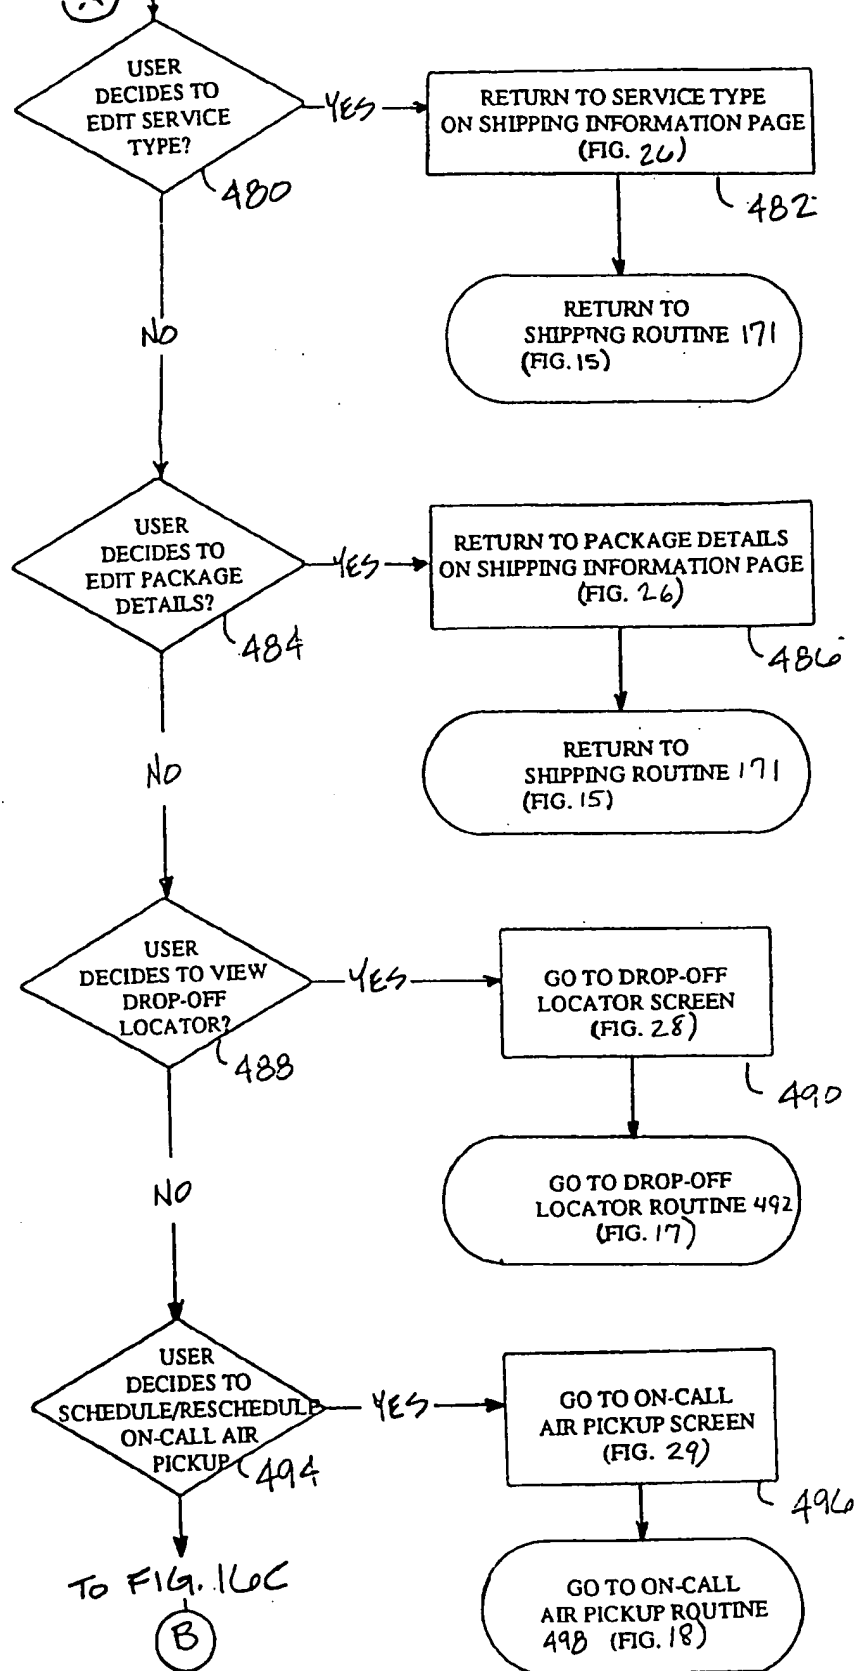 A
USER
DECIDES TO
EDIT SERVICE
TYPE?
480
YES
RETURN TO SERVICE TYPE
ON SHIPPING INFORMATION PAGE
(FIG. 26)
482
RETURN TO
SHIPPING ROUTINE 171
(FIG. 15)
NO
USER
DECIDES TO
EDIT PACKAGE
DETAILS?
484
YES
RETURN TO PACKAGE DETAILS
ON SHIPPING INFORMATION PAGE
(FIG. 26)
486
RETURN TO
SHIPPING ROUTINE 171
(FIG. 15)
NO
USER
DECIDES TO VIEW
DROP-OFF
LOCATOR?
488
YES
GO TO DROP-OFF
LOCATOR SCREEN
(FIG. 28)
490
GO TO DROP-OFF
LOCATOR ROUTINE 492
(FIG. 17)
NO
USER
DECIDES TO
SCHEDULE/RESCHEDULE
ON-CALL AIR
PICKUP
494
YES
GO TO ON-CALL
AIR PICKUP SCREEN
(FIG. 29)
496
GO TO ON-CALL
AIR PICKUP ROUTINE
498 (FIG. 18)
TO FIG. 16C
B